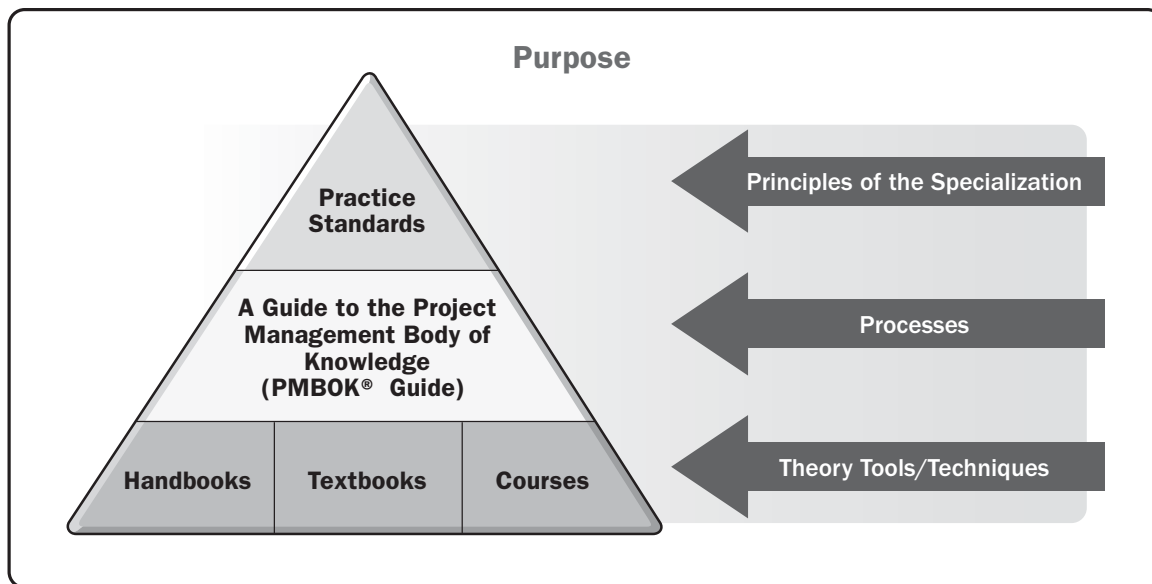 Purpose
Practice
Standards
Principles of the Specialization
A Guide to the Project
Management Body of
Knowledge
(PMBOK® Guide)
Processes
Handbooks
Textbooks
Courses
Theory Tools/Techniques